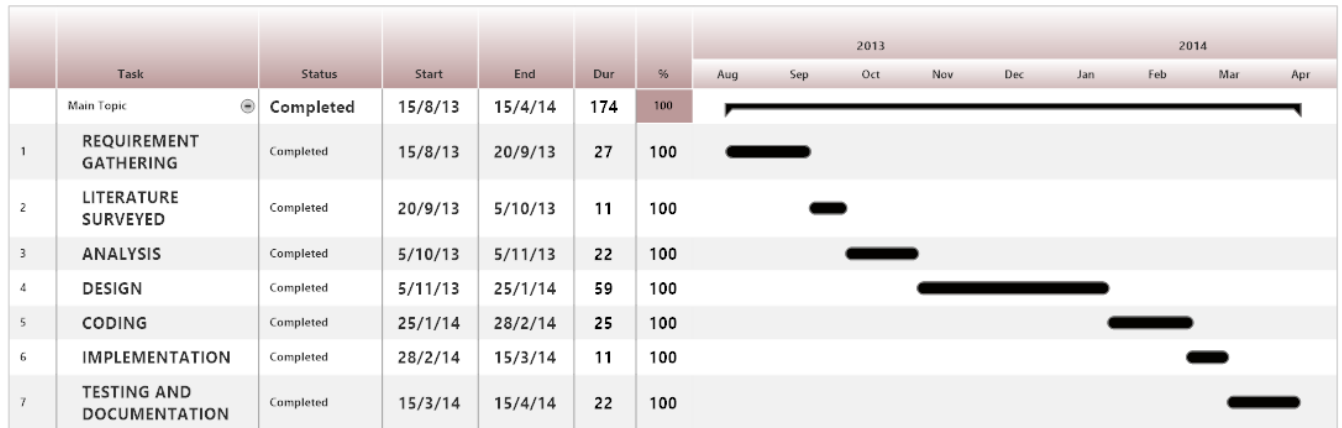 2013 2014
Task Status Start End Dur % Aug Sep Oct Nov Dec Jan Feb Mar Apr
Main Topic Completed 15/8/13 15/4/14 174 100
1 REQUIREMENT GATHERING Completed 15/8/13 20/9/13 27 100
2 LITERATURE SURVEYED Completed 20/9/13 5/10/13 11 100
3 ANALYSIS Completed 5/10/13 5/11/13 22 100
4 DESIGN Completed 5/11/13 25/1/14 59 100
5 CODING Completed 25/1/14 28/2/14 25 100
6 IMPLEMENTATION Completed 28/2/14 15/3/14 11 100
7 TESTING AND DOCUMENTATION Completed 15/3/14 15/4/14 22 100